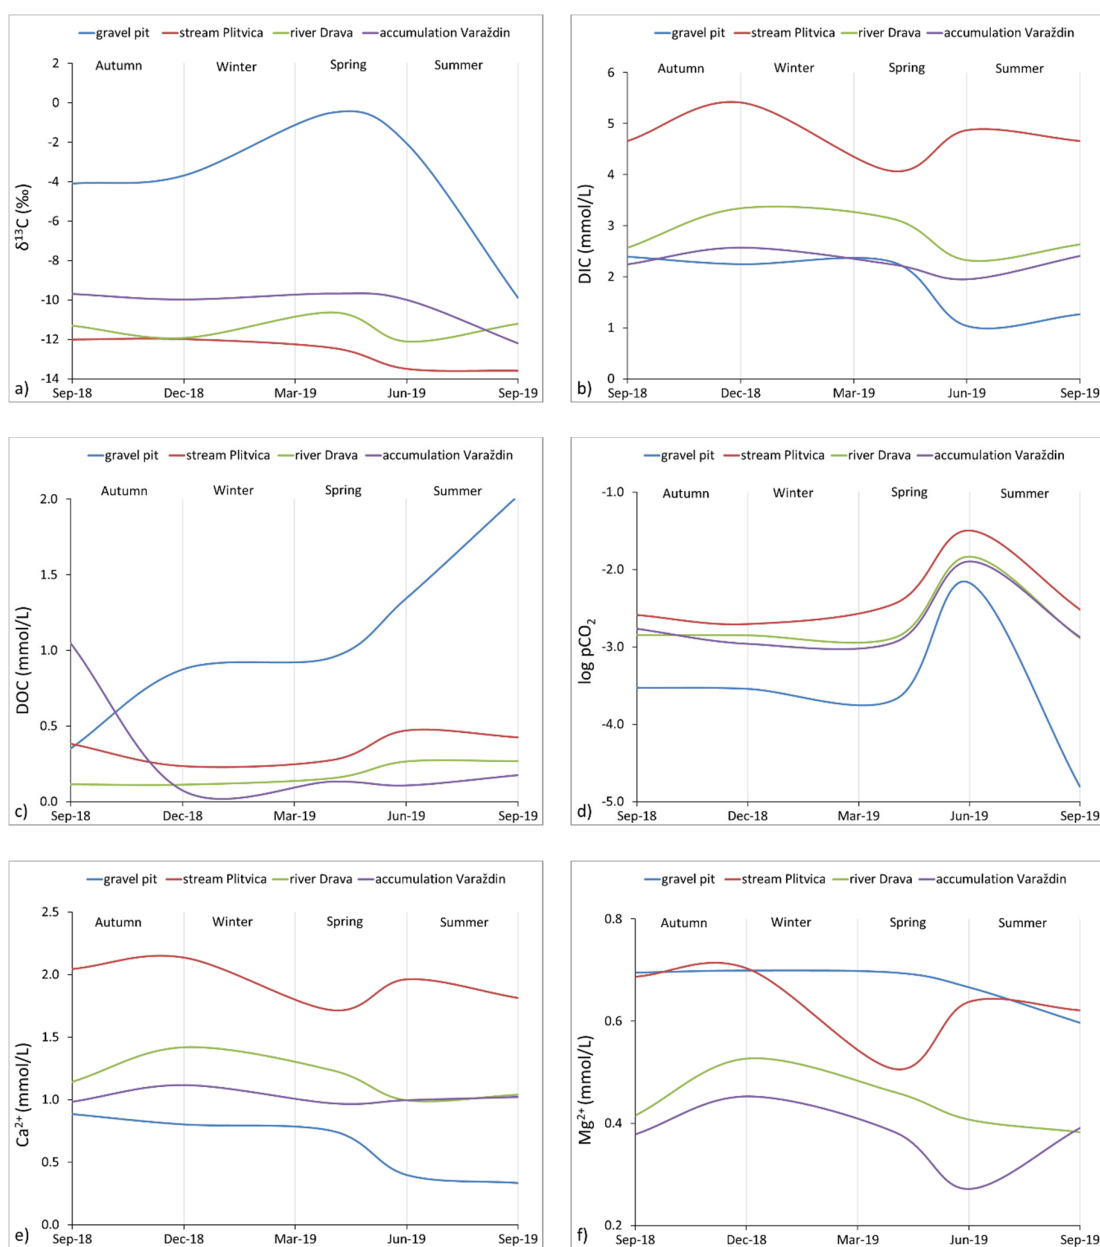 gravel pit stream Plitvica river Drava accumulation Varaždin
Autumn Winter Spring Summer
2
0
-2
-4
-6
-8
-10
-12
-14
δ¹³C (‰)
a)
Sep-18 Dec-18 Mar-19 Jun-19 Sep-19
gravel pit stream Plitvica river Drava accumulation Varaždin
Autumn Winter Spring Summer
6
5
4
3
2
1
0
DIC (mmol/L)
b)
Sep-18 Dec-18 Mar-19 Jun-19 Sep-19
gravel pit stream Plitvica river Drava accumulation Varaždin
Autumn Winter Spring Summer
2.0
1.5
1.0
0.5
0.0
DOC (mmol/L)
c)
Sep-18 Dec-18 Mar-19 Jun-19 Sep-19
gravel pit stream Plitvica river Drava accumulation Varaždin
Autumn Winter Spring Summer
-1.0
-2.0
-3.0
-4.0
-5.0
log pCO₂
d)
Sep-18 Dec-18 Mar-19 Jun-19 Sep-19
gravel pit stream Plitvica river Drava accumulation Varaždin
Autumn Winter Spring Summer
2.5
2.0
1.5
1.0
0.5
0.0
Ca²⁺ (mmol/L)
e)
Sep-18 Dec-18 Mar-19 Jun-19 Sep-19
gravel pit stream Plitvica river Drava accumulation Varaždin
Autumn Winter Spring Summer
0.8
0.6
0.4
0.2
Mg²⁺ (mmol/L)
f)
Sep-18 Dec-18 Mar-19 Jun-19 Sep-19